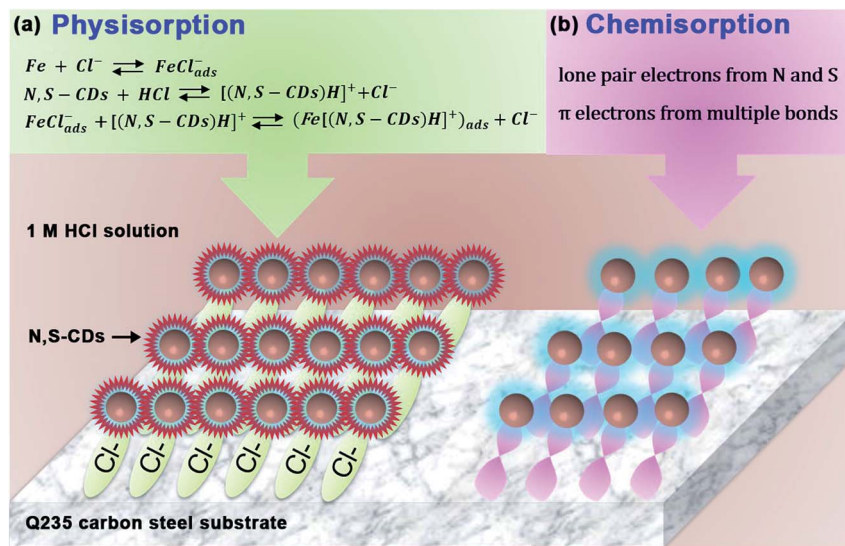 (a) Physisorption
Fe + Cl⁻ ⇌ FeCl⁻ads
N,S − CDs + HCl ⇌ [(N,S − CDs)H]⁺+Cl⁻
FeCl⁻ads + [(N,S − CDs)H]⁺ ⇌ (Fe[(N,S − CDs)H]⁺)ads + Cl⁻
(b) Chemisorption
lone pair electrons from N and S
π electrons from multiple bonds
1 M HCl solution
N,S-CDs →
Cl- Cl- Cl- Cl- Cl- Cl-
Q235 carbon steel substrate